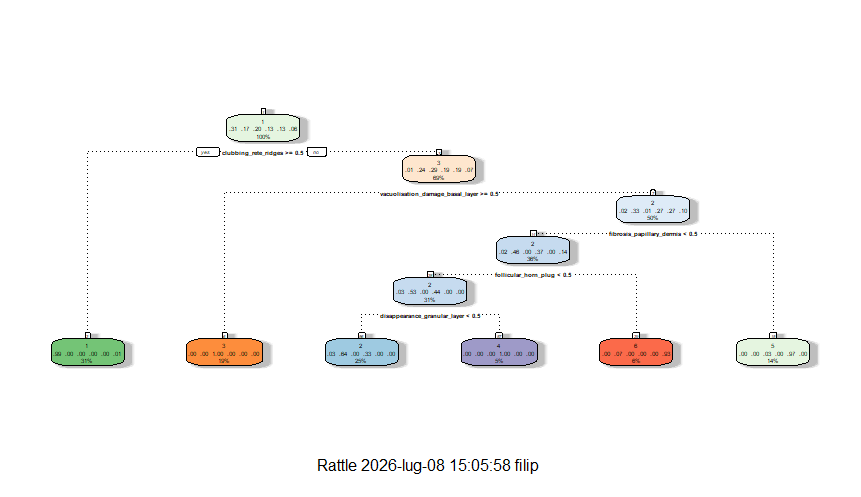 1
.31 .17 .20 .13 .13 .06
100%
yes clubbing_rete_ridges >= 0.5 no
3
.01 .24 .29 .19 .19 .07
69%
vacuolisation_damage_basal_layer >= 0.5
2
.02 .33 .01 .27 .27 .10
50%
fibrosis_papillary_dermis < 0.5
2
.02 .46 .00 .37 .00 .14
36%
follicular_horn_plug < 0.5
2
.03 .53 .00 .44 .00 .00
31%
disappearance_granular_layer < 0.5
1
.99 .00 .00 .00 .00 .01
31%
3
.00 .00 1.00 .00 .00 .00
19%
2
.03 .64 .00 .33 .00 .00
25%
4
.00 .00 .00 1.00 .00 .00
5%
6
.00 .07 .00 .00 .00 .93
6%
5
.00 .00 .03 .00 .97 .00
14%
Rattle 2026-lug-08 15:05:58 filip